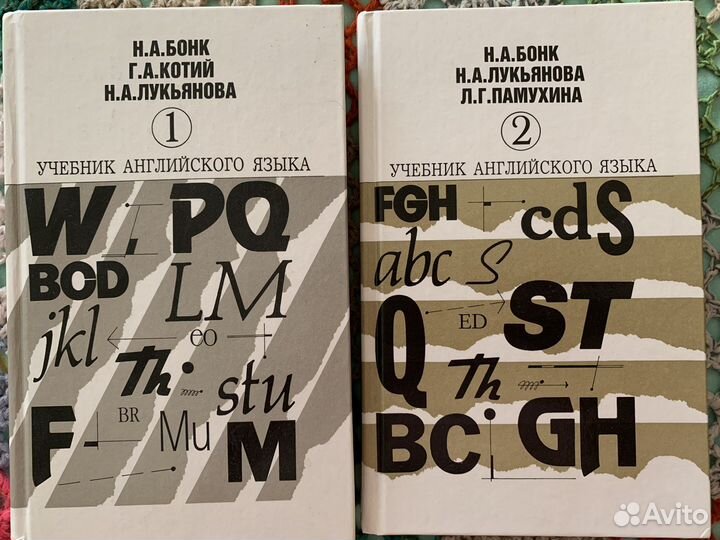 Н.А.БОНК
Г.А.КОТИЙ
Н.А.ЛУКЬЯНОВА
1
УЧЕБНИК АНГЛИЙСКОГО ЯЗЫКА
W PQ
BCD
LM
jkl
eo
Th
stu
BR
F
Mu
M
Н.А.БОНК
Н.А.ЛУКЬЯНОВА
Л.Г.ПАМУХИНА
2
УЧЕБНИК АНГЛИЙСКОГО ЯЗЫКА
FGH
cdS
abc
S
Q
ED
ST
Th
BC
GH
Avito